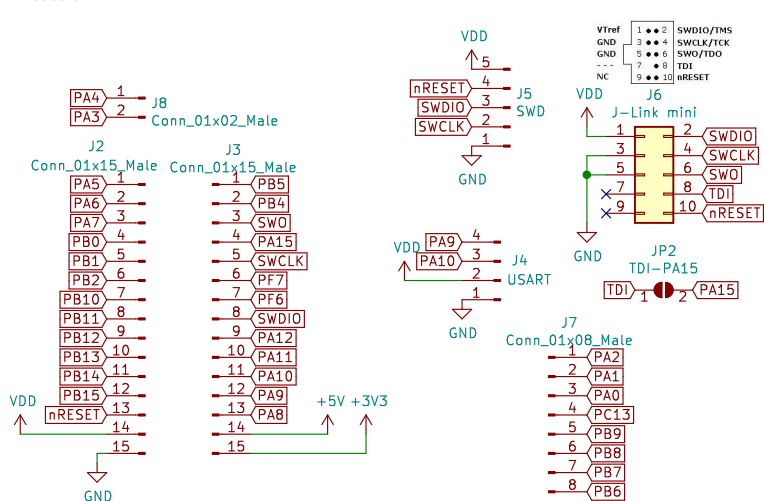 VTref 1 2 SWDIO/TMS
GND 3 4 SWCLK/TCK
GND 5 6 SWO/TDO
--- 7 8 TDI
NC 9 10 nRESET
PA4 1
PA3 2
J8
Conn_01x02_Male
VDD
5
nRESET 4
SWDIO 3
SWCLK 2
1
J5
SWD
GND
VDD
J6
J-Link mini
1 2 SWDIO
3 4 SWCLK
5 6 SWO
7 8 TDI
9 10 nRESET
GND
J2
Conn_01x15_Male
PA5 1
PA6 2
PA7 3
PB0 4
PB1 5
PB2 6
PB10 7
PB11 8
PB12 9
PB13 10
PB14 11
PB15 12
nRESET 13
VDD 14
15
GND
J3
Conn_01x15_Male
1 PB5
2 PB4
3 SWO
4 PA15
5 SWCLK
6 PF7
7 PF6
8 SWDIO
9 PA12
10 PA11
11 PA10
12 PA9
13 PA8
14 +5V
15 +3V3
PA9 4
PA10 3
VDD 2
1
J4
USART
GND
JP2
TDI-PA15
TDI 1 2 PA15
J7
Conn_01x08_Male
1 PA2
2 PA1
3 PA0
4 PC13
5 PB9
6 PB8
7 PB7
8 PB6